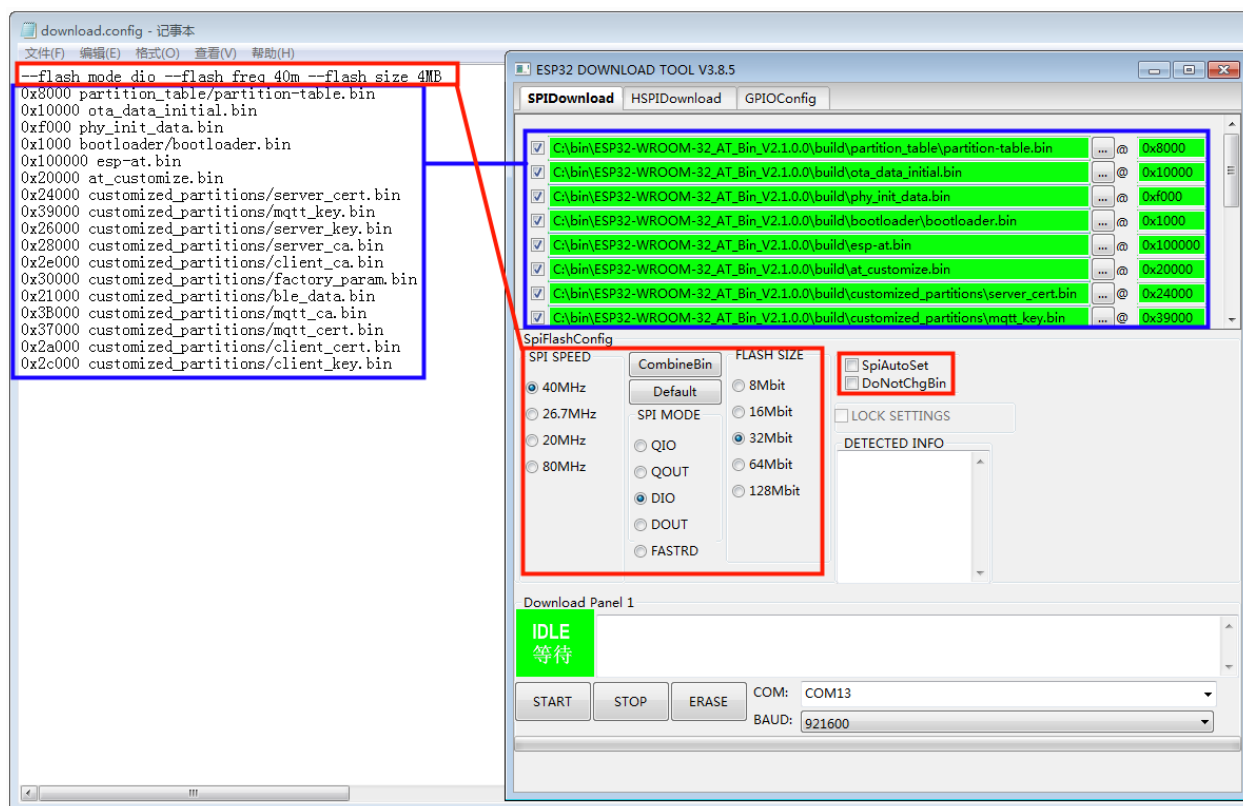 download.config - 记事本
文件(F) 编辑(E) 格式(O) 查看(V) 帮助(H)
--flash_mode dio --flash_freq 40m --flash_size 4MB
0x8000 partition_table/partition-table.bin
0x10000 ota_data_initial.bin
0xf000 phy_init_data.bin
0x1000 bootloader/bootloader.bin
0x100000 esp-at.bin
0x20000 at_customize.bin
0x24000 customized_partitions/server_cert.bin
0x39000 customized_partitions/mqtt_key.bin
0x26000 customized_partitions/server_key.bin
0x28000 customized_partitions/server_ca.bin
0x2e000 customized_partitions/client_ca.bin
0x30000 customized_partitions/factory_param.bin
0x21000 customized_partitions/ble_data.bin
0x3B000 customized_partitions/mqtt_ca.bin
0x37000 customized_partitions/mqtt_cert.bin
0x2a000 customized_partitions/client_cert.bin
0x2c000 customized_partitions/client_key.bin
ESP32 DOWNLOAD TOOL V3.8.5
SPIDownload HSPIDownload GPIOConfig
C:\bin\ESP32-WROOM-32_AT_Bin_V2.1.0.0\build\partition_table\partition-table.bin ... @ 0x8000
C:\bin\ESP32-WROOM-32_AT_Bin_V2.1.0.0\build\ota_data_initial.bin ... @ 0x10000
C:\bin\ESP32-WROOM-32_AT_Bin_V2.1.0.0\build\phy_init_data.bin ... @ 0xf000
C:\bin\ESP32-WROOM-32_AT_Bin_V2.1.0.0\build\bootloader\bootloader.bin ... @ 0x1000
C:\bin\ESP32-WROOM-32_AT_Bin_V2.1.0.0\build\esp-at.bin ... @ 0x100000
C:\bin\ESP32-WROOM-32_AT_Bin_V2.1.0.0\build\at_customize.bin ... @ 0x20000
C:\bin\ESP32-WROOM-32_AT_Bin_V2.1.0.0\build\customized_partitions\server_cert.bin ... @ 0x24000
C:\bin\ESP32-WROOM-32_AT_Bin_V2.1.0.0\build\customized_partitions\mqtt_key.bin ... @ 0x39000
SpiFlashConfig
SPI SPEED
40MHz
26.7MHz
20MHz
80MHz
CombineBin
Default
SPI MODE
QIO
QOUT
DIO
DOUT
FASTRD
FLASH SIZE
8Mbit
16Mbit
32Mbit
64Mbit
128Mbit
SpiAutoSet
DoNotChgBin
LOCK SETTINGS
DETECTED INFO
Download Panel 1
IDLE
等待
START STOP ERASE
COM: COM13
BAUD: 921600